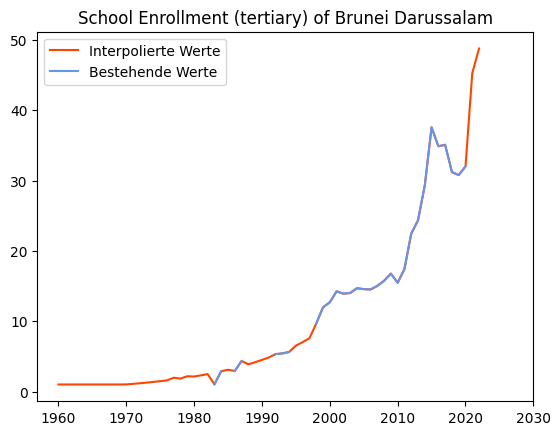 School Enrollment (tertiary) of Brunei Darussalam
Interpolierte Werte
Bestehende Werte
50
40
30
20
10
0
1960 1970 1980 1990 2000 2010 2020 2030